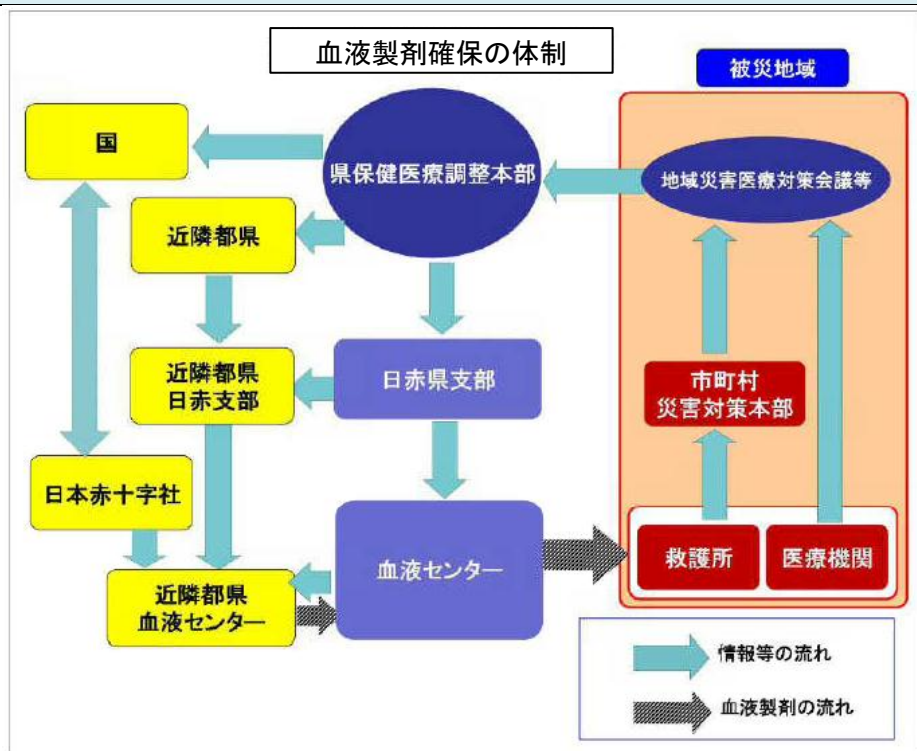 血液製剤確保の体制
被災地域
国
県保健医療調整本部
地域災害医療対策会議等
近隣都県
近隣都県
日赤支部
日赤県支部
市町村
災害対策本部
日本赤十字社
血液センター
救護所
医療機関
近隣都県
血液センター
情報等の流れ
血液製剤の流れ